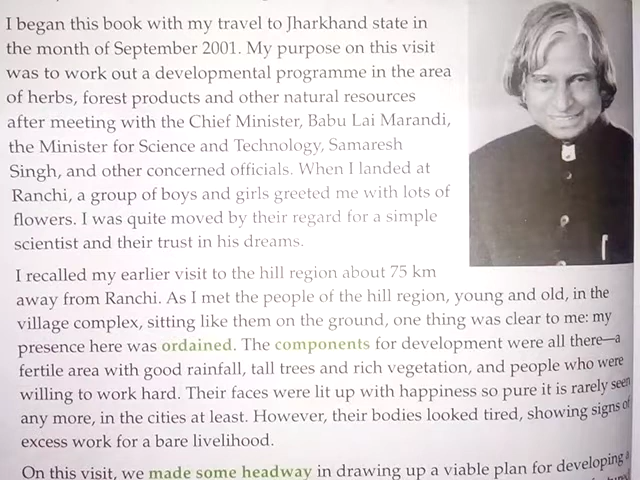 I began this book with my travel to Jharkhand state in
the month of September 2001. My purpose on this visit
was to work out a developmental programme in the area
of herbs, forest products and other natural resources
after meeting with the Chief Minister, Babu Lai Marandi,
the Minister for Science and Technology, Samaresh
Singh, and other concerned officials. When I landed at
Ranchi, a group of boys and girls greeted me with lots of
flowers. I was quite moved by their regard for a simple
scientist and their trust in his dreams.
I recalled my earlier visit to the hill region about 75 km
away from Ranchi. As I met the people of the hill region, young and old, in the
village complex, sitting like them on the ground, one thing was clear to me: my
presence here was ordained. The components for development were all there—a
fertile area with good rainfall, tall trees and rich vegetation, and people who were
willing to work hard. Their faces were lit up with happiness so pure it is rarely seen
any more, in the cities at least. However, their bodies looked tired, showing signs of
excess work for a bare livelihood.
On this visit, we made some headway in drawing up a viable plan for developing a